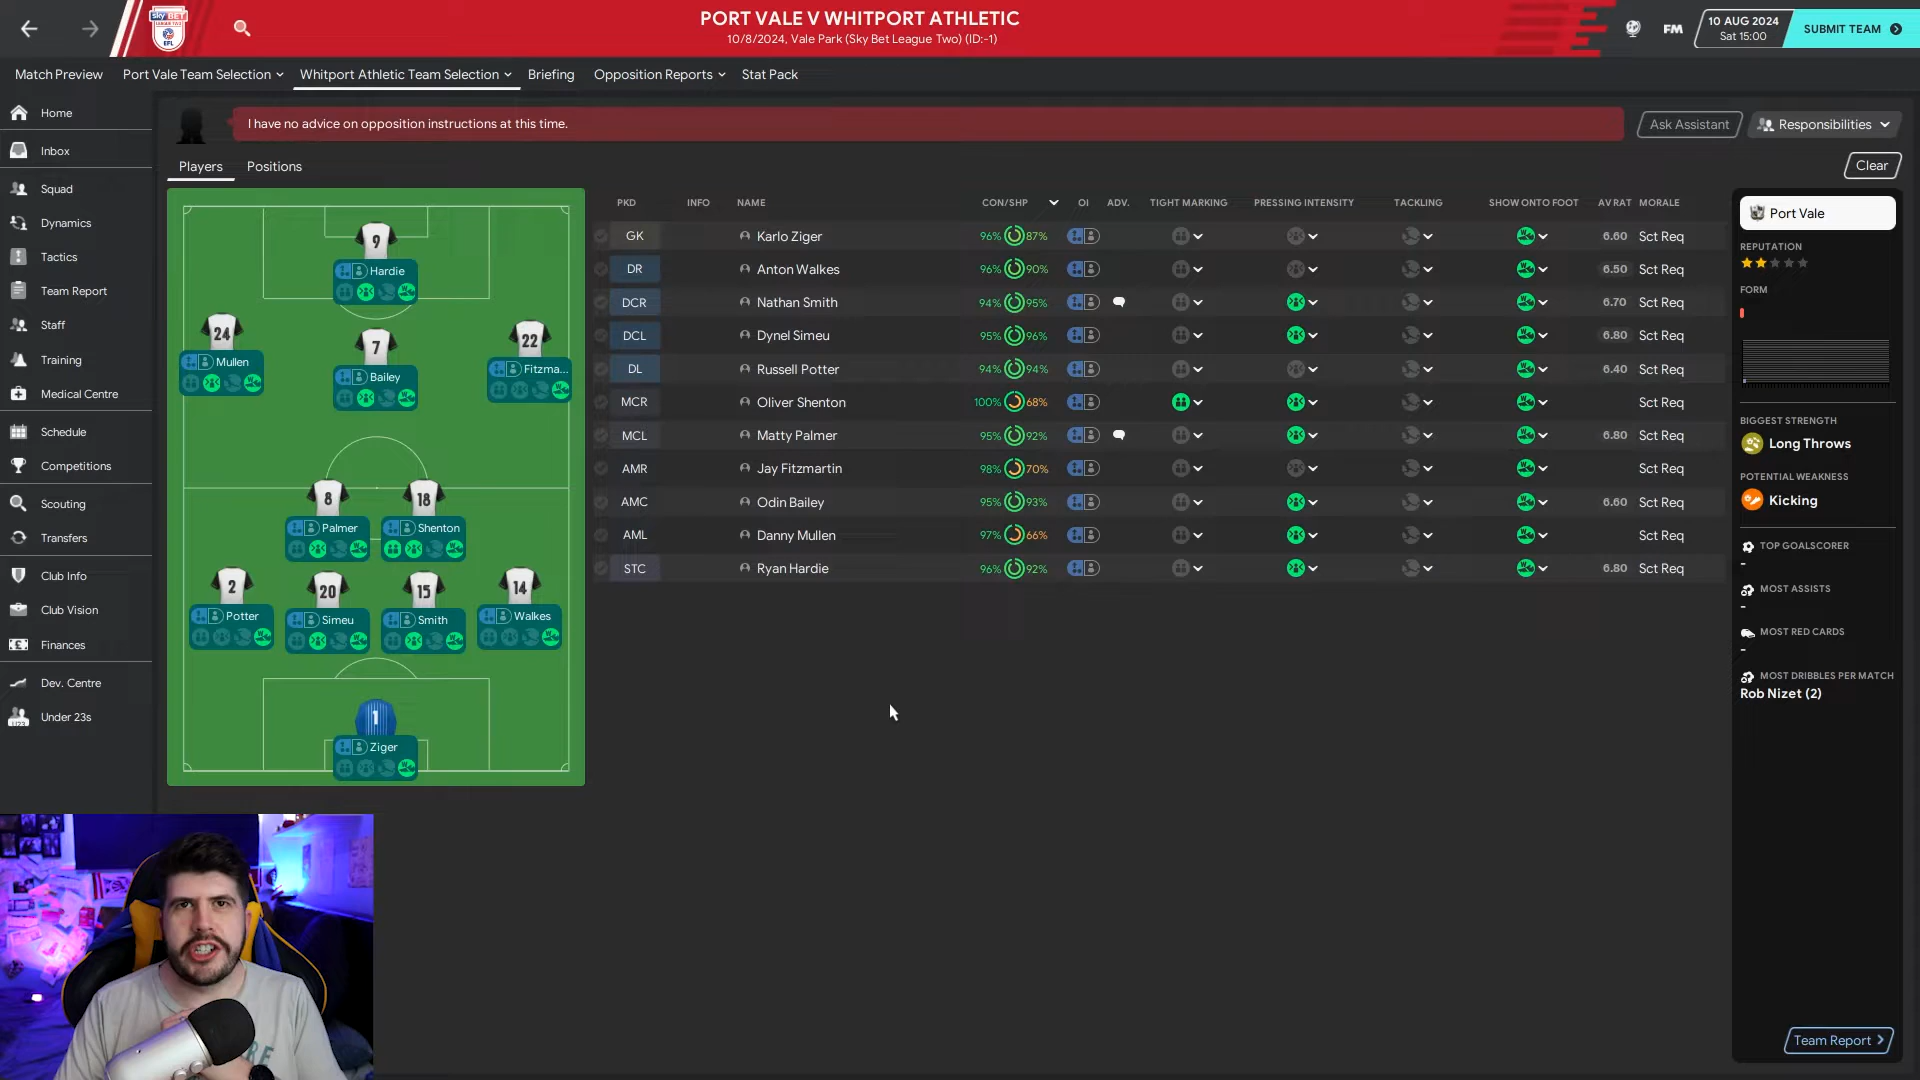 PORT VALE V WHITPORT ATHLETIC
10/8/2024, Vale Park (Sky Bet League Two) (ID:-1)
sky BET
EFL
FM
10 AUG 2024
Sat 15:00
SUBMIT TEAM
Match Preview
Port Vale Team Selection
Whitport Athletic Team Selection
Briefing
Opposition Reports
Stat Pack
Home
Inbox
Squad
Dynamics
Tactics
Team Report
Staff
Training
Medical Centre
Schedule
Competitions
Scouting
Transfers
Club Info
Club Vision
Finances
Dev. Centre
U23
Under 23s
I have no advice on opposition instructions at this time.
Ask Assistant
Responsibilities
Players
Positions
Clear
9
Hardie
24
Mullen
7
Bailey
22
Fitzma...
8
Palmer
18
Shenton
2
Potter
20
Simeu
15
Smith
14
Walkes
1
Ziger
PKD INFO NAME CON/SHP OI ADV. TIGHT MARKING PRESSING INTENSITY TACKLING SHOW ONTO FOOT AV RAT MORALE
GK Karlo Ziger 96% 87% 6.60 Sct Req
DR Anton Walkes 96% 90% 6.50 Sct Req
DCR Nathan Smith 94% 95% 6.70 Sct Req
DCL Dynel Simeu 95% 96% 6.80 Sct Req
DL Russell Potter 94% 94% 6.40 Sct Req
MCR Oliver Shenton 100% 68% Sct Req
MCL Matty Palmer 95% 92% 6.80 Sct Req
AMR Jay Fitzmartin 98% 70% Sct Req
AMC Odin Bailey 95% 93% 6.60 Sct Req
AML Danny Mullen 97% 66% Sct Req
STC Ryan Hardie 96% 92% 6.80 Sct Req
Port Vale
REPUTATION
FORM
BIGGEST STRENGTH
Long Throws
POTENTIAL WEAKNESS
Kicking
TOP GOALSCORER
-
MOST ASSISTS
-
MOST RED CARDS
-
MOST DRIBBLES PER MATCH
Rob Nizet (2)
Team Report